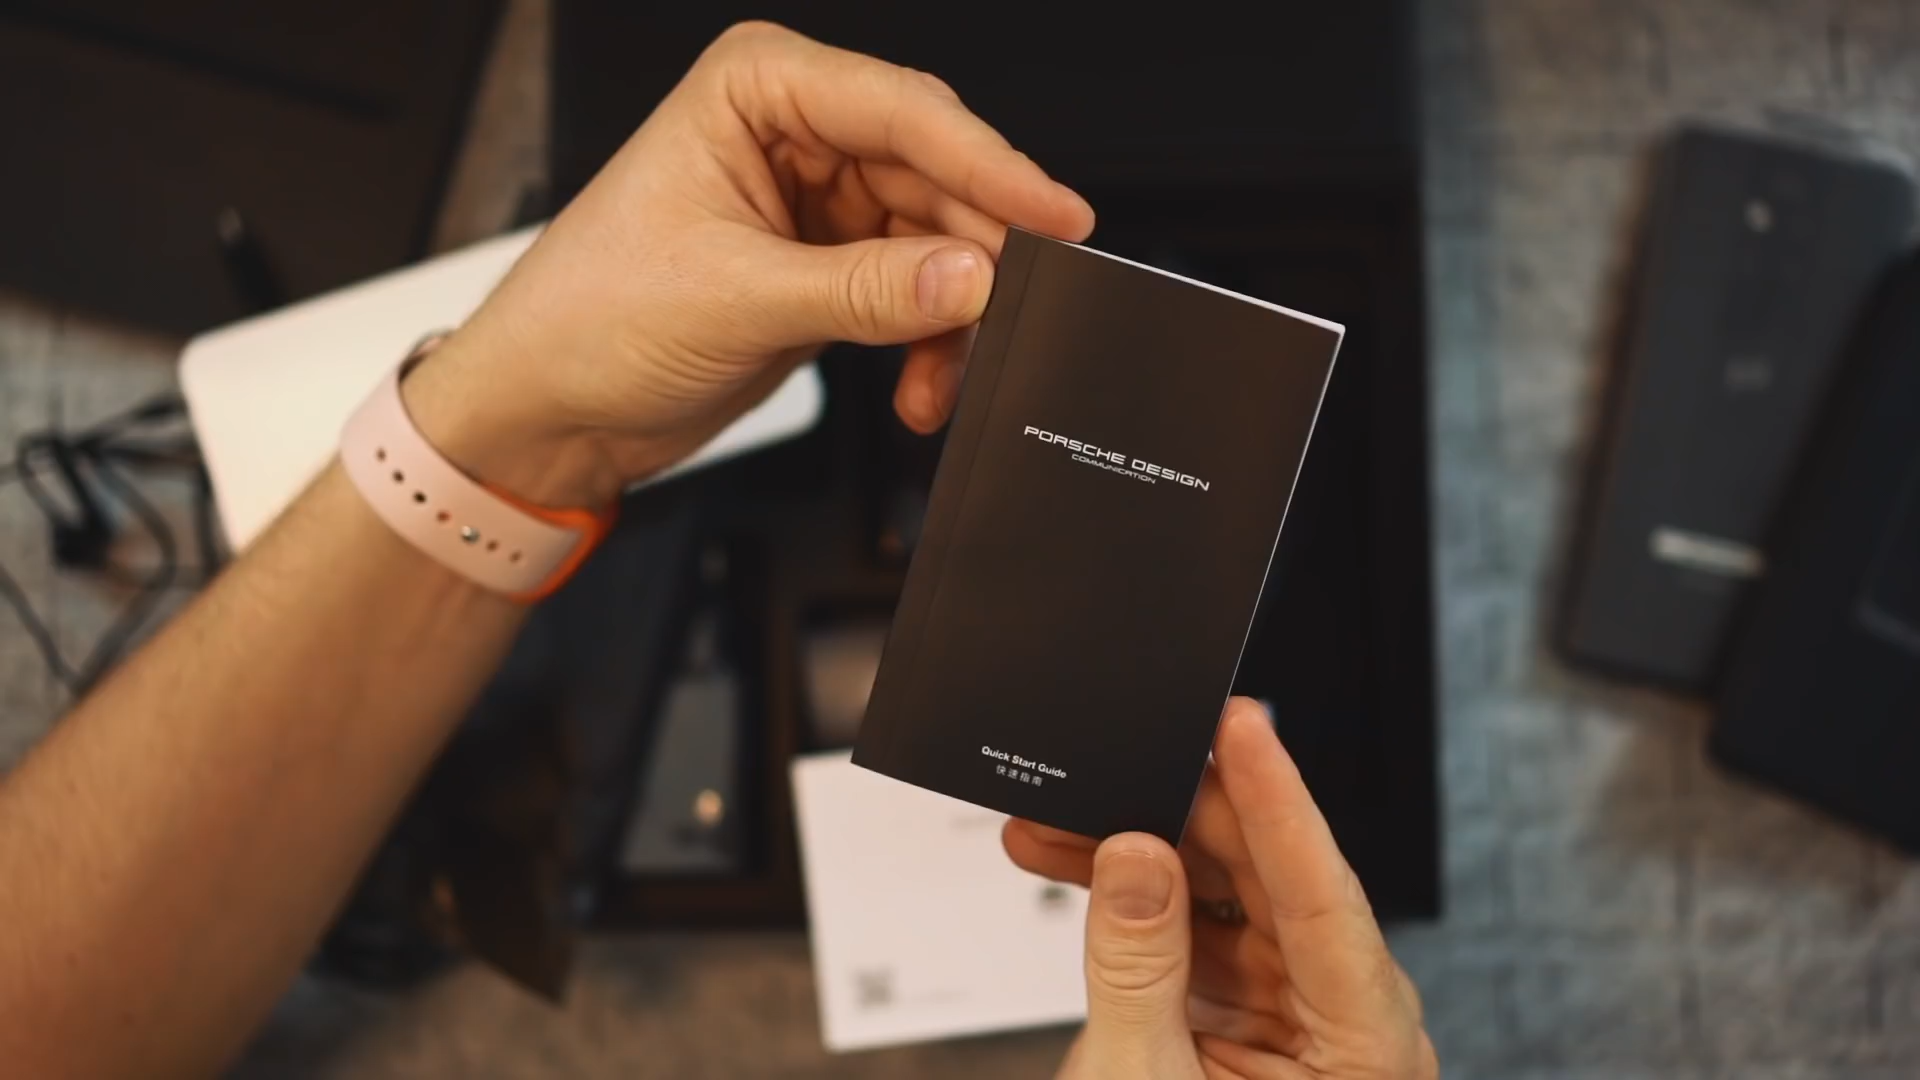 PORSCHE DESIGN
COMMUNICATION
Quick Start Guide
快速指南